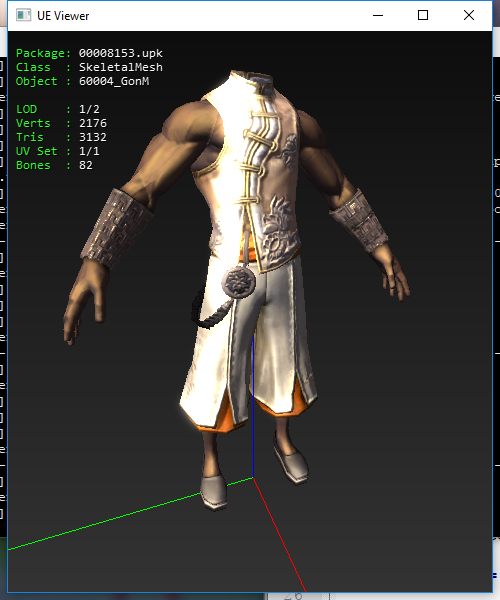 UE Viewer
Package: 00008153.upk
Class : SkeletalMesh
Object : 60004_GonM
LOD : 1/2
Verts : 2176
Tris : 3132
UV Set : 1/1
Bones : 82